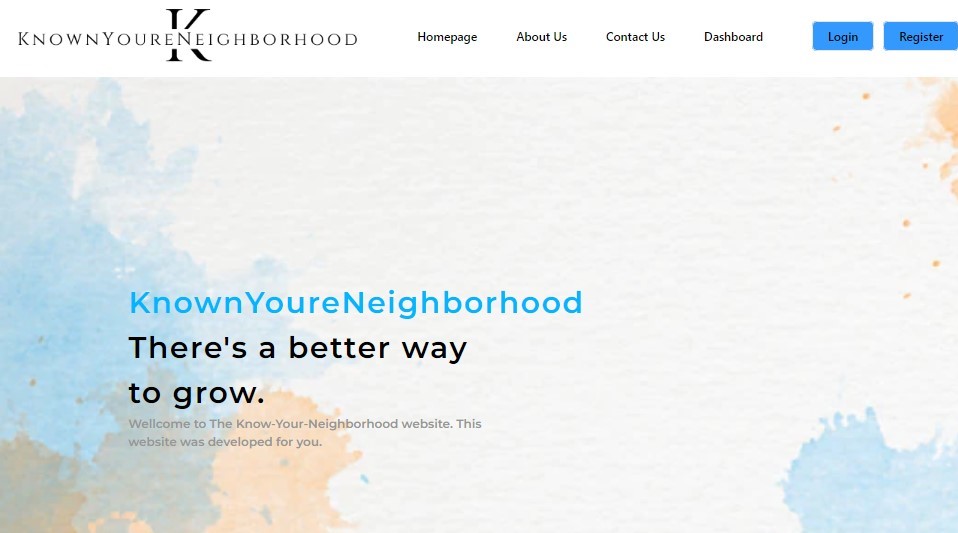 KnownYoureNeighborhood
K
Homepage
About Us
Contact Us
Dashboard
Login
Register
KnownYoureNeighborhood
There's a better way
to grow.
Wellcome to The Know-Your-Neighborhood website. This
website was developed for you.